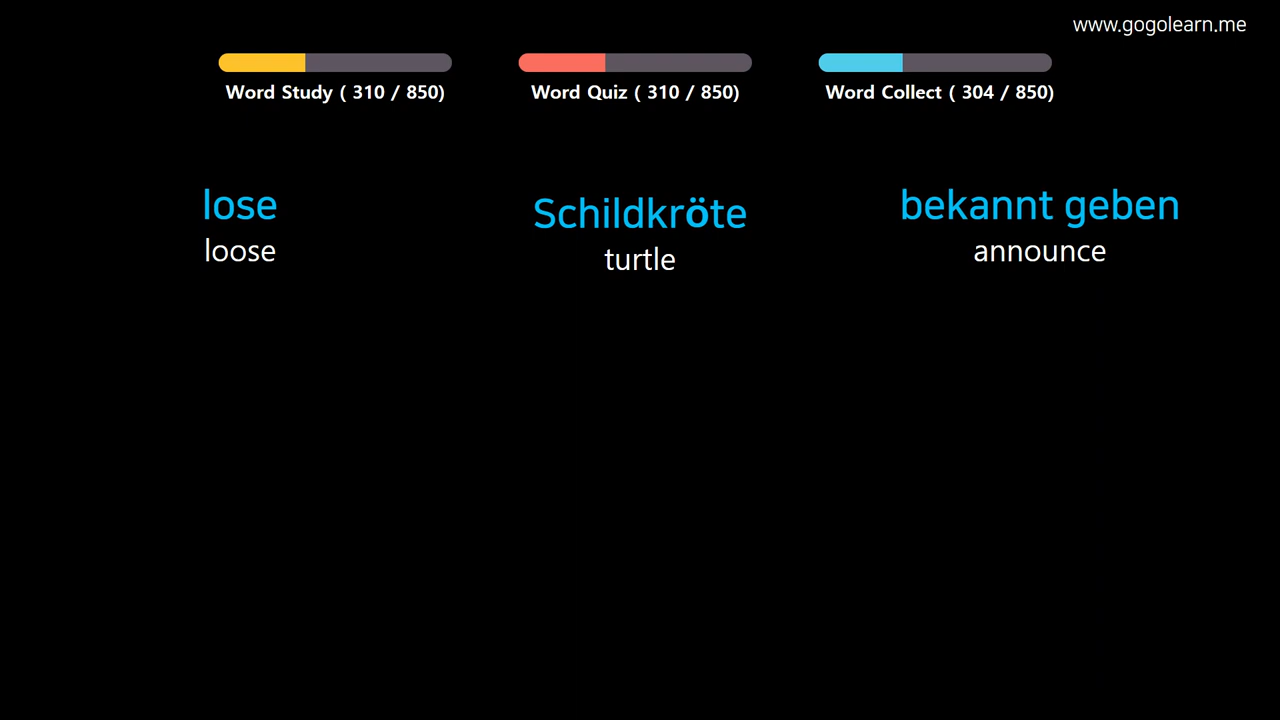 www.gogolearn.me
Word Study ( 310 / 850)
Word Quiz ( 310 / 850)
Word Collect ( 304 / 850)
lose
loose
Schildkröte
turtle
bekannt geben
announce